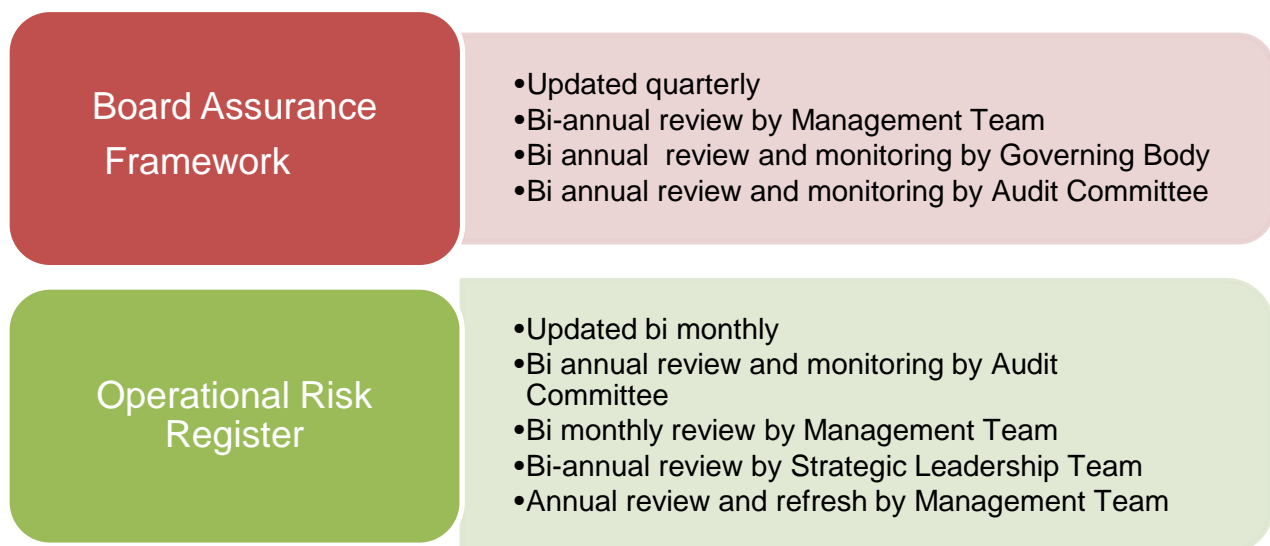 Board Assurance
Framework
•Updated quarterly
•Bi-annual review by Management Team
•Bi annual  review and monitoring by Governing Body
•Bi annual review and monitoring by Audit Committee
Operational Risk
Register
•Updated bi monthly
•Bi annual review and monitoring by Audit
Committee
•Bi monthly review by Management Team
•Bi-annual review by Strategic Leadership Team
•Annual review and refresh by Management Team